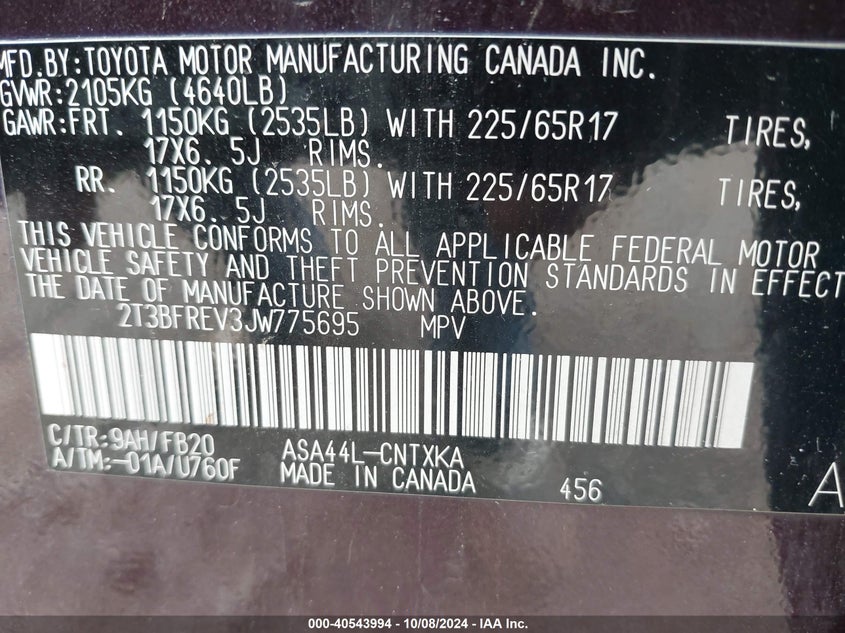 MFD. BY: TOYOTA MOTOR MANUFACTURING CANADA INC.
GVWR: 2105KG (4640LB)
GAWR: FRT. 1150KG (2535LB) WITH 225/65R17 TIRES,
17X6. 5J RIMS.
RR. 1150KG (2535LB) WITH 225/65R17 TIRES,
17X6. 5J RIMS.
THIS VEHICLE CONFORMS TO ALL APPLICABLE FEDERAL MOTOR
VEHICLE SAFETY AND THEFT PREVENTION STANDARDS IN EFFECT
THE DATE OF MANUFACTURE SHOWN ABOVE.
2T3BFREV3JW775695 MPV
C/TR: 9AH/FB20 ASA44L-CNTXKA
A/TM: -01A/U760F MADE IN CANADA 456 A
000-40543994 - 10/08/2024 - IAA Inc.